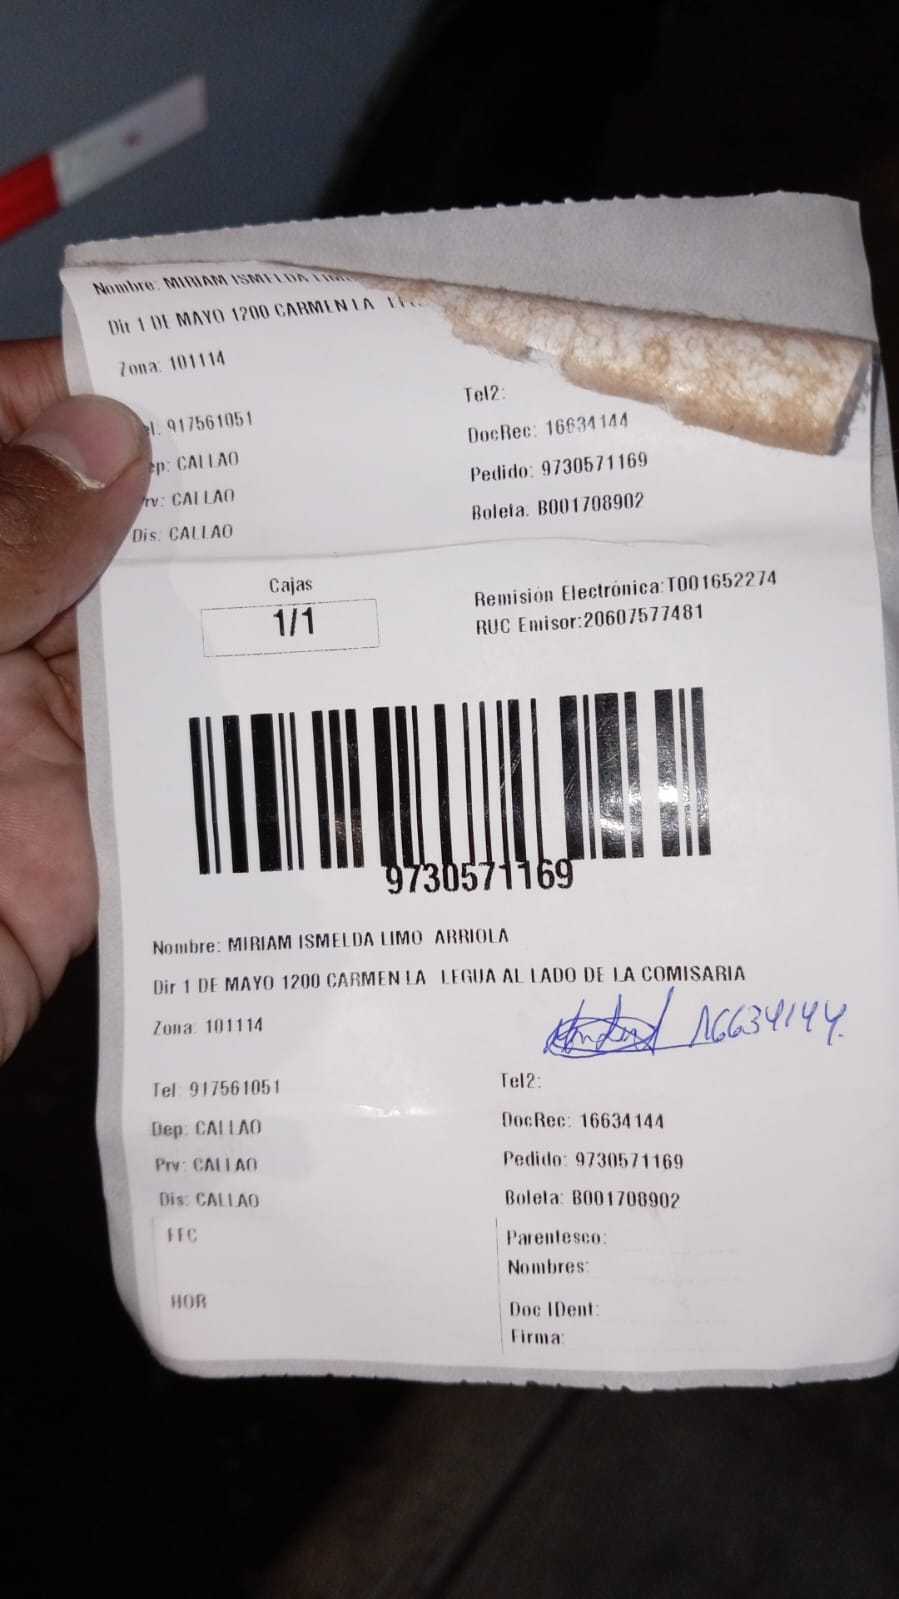 Nombre: MIRIAM ISMELDA
Dir 1 DE MAYO 1200 CARMEN LA
Zona: 101114
Tel: 917561051
Tel2:
Dep: CALLAO
DocRec: 16634144
Prv: CALLAO
Pedido: 9730571169
Dis: CALLAO
Boleta: B001708902
Cajas
1/1
Remisión Electrónica:T001652274
RUC Emisor:20607577481
9730571169
Nombre: MIRIAM ISMELDA LIMO ARRIOLA
Dir 1 DE MAYO 1200 CARMEN LA LEGUA AL LADO DE LA COMISARIA
Zona: 101114
16634144.
Tel: 917561051
Tel2:
Dep: CALLAO
DocRec: 16634144
Prv: CALLAO
Pedido: 9730571169
Dis: CALLAO
Boleta: B001708902
FEC
Parentesco:
Nombres:
HOR
Doc IDent:
Firma: